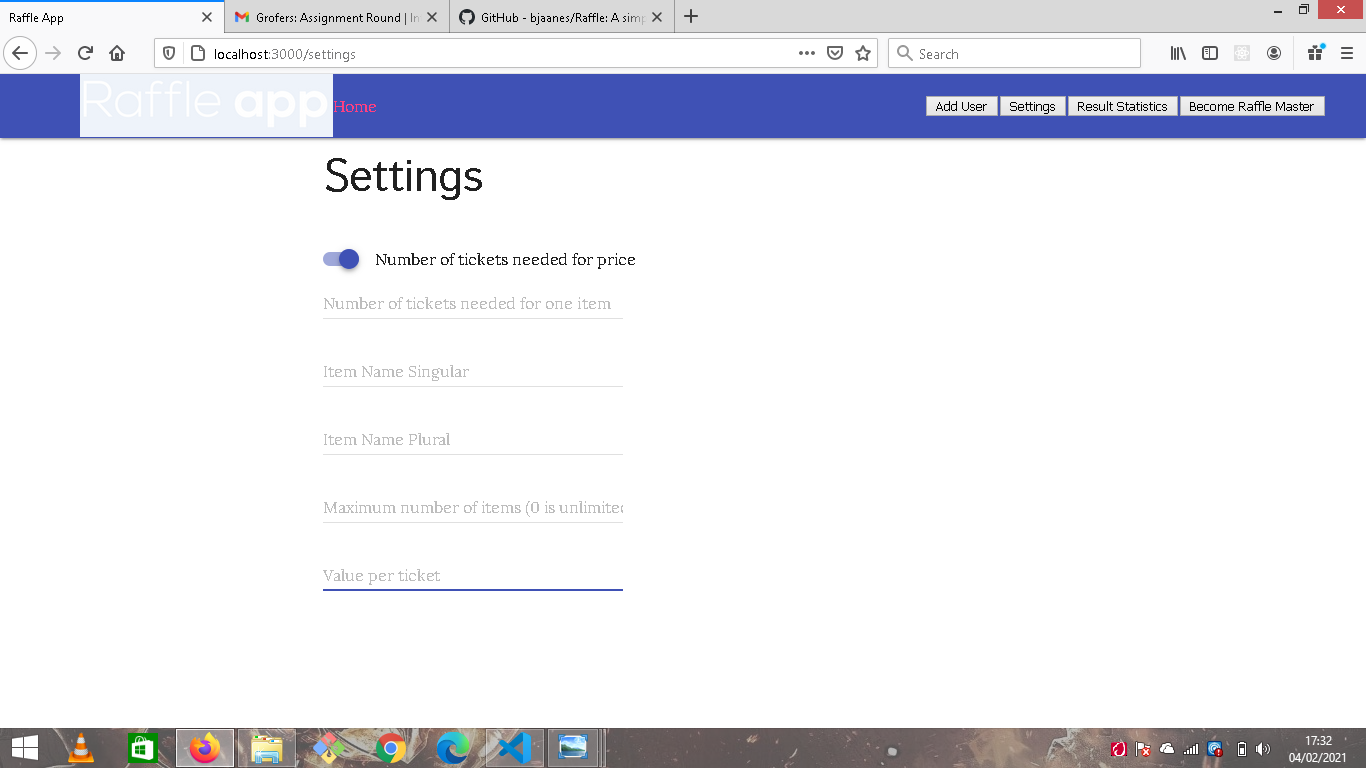 Raffle App
Grofers: Assignment Round | In
GitHub - bjaanes/Raffle: A simp
localhost:3000/settings
Search
Raffle app
Home
Add User
Settings
Result Statistics
Become Raffle Master
Settings
Number of tickets needed for price
Number of tickets needed for one item
Item Name Singular
Item Name Plural
Maximum number of items (0 is unlimited
Value per ticket
17:32
04/02/2021